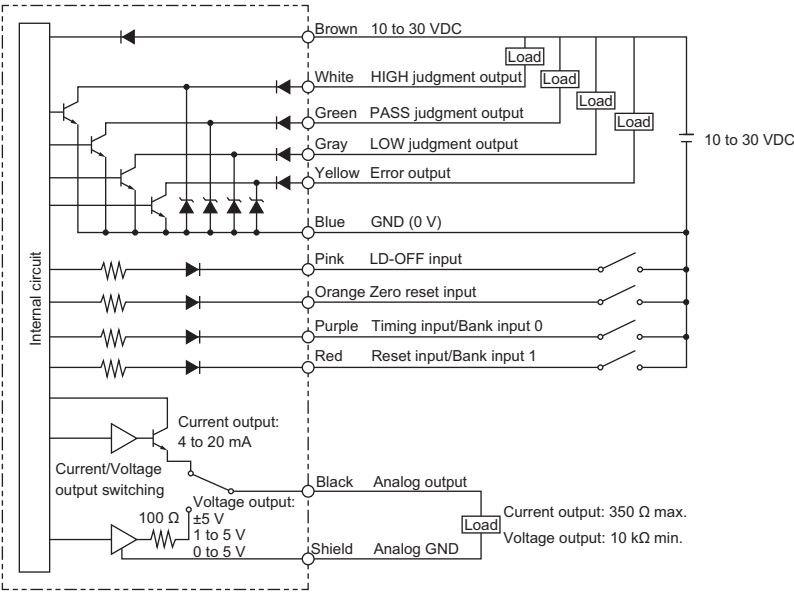 Brown 10 to 30 VDC
Load
White HIGH judgment output
Load
Load
Green PASS judgment output
Load
10 to 30 VDC
Gray LOW judgment output
Yellow Error output
Blue GND (0 V)
Internal circuit
Pink LD-OFF input
Orange Zero reset input
Purple Timing input/Bank input 0
Red Reset input/Bank input 1
Current output:
4 to 20 mA
Current/Voltage
output switching
Black Analog output
Voltage output:
±5 V
1 to 5 V
0 to 5 V
100 Ω
Load
Current output: 350 Ω max.
Voltage output: 10 kΩ min.
Shield Analog GND